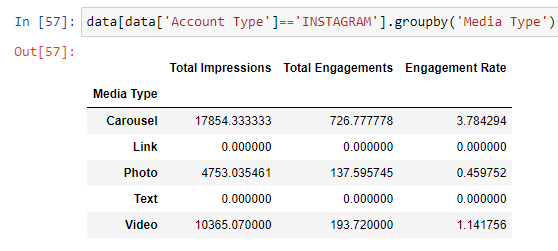 In [57]: data[data['Account Type']=='INSTAGRAM'].groupby('Media Type')
Out[57]:
Total Impressions Total Engagements Engagement Rate
Media Type
Carousel 17854.333333 726.777778 3.784294
Link 0.000000 0.000000 0.000000
Photo 4753.035461 137.595745 0.459752
Text 0.000000 0.000000 0.000000
Video 10365.070000 193.720000 1.141756